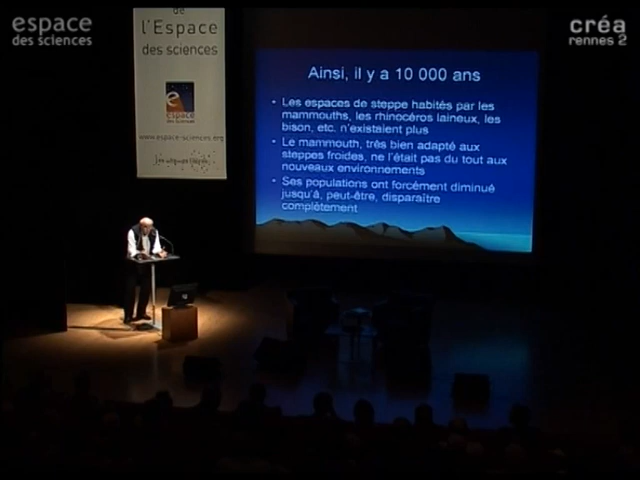 espace
des sciences
créa
rennes 2
de
l'Espace
des sciences
e
espace
des sciences
www.espace-sciences.org
Ainsi, il y a 10 000 ans
• Les espaces de steppe habités par les
mammouths, les rhinocéros laineux, les
bison, etc. n'existaient plus
• Le mammouth, très bien adapté aux
steppes froides, ne l'était pas du tout aux
nouveaux environnements
• Ses populations ont forcément diminué
jusqu'à, peut-être, disparaître
complètement